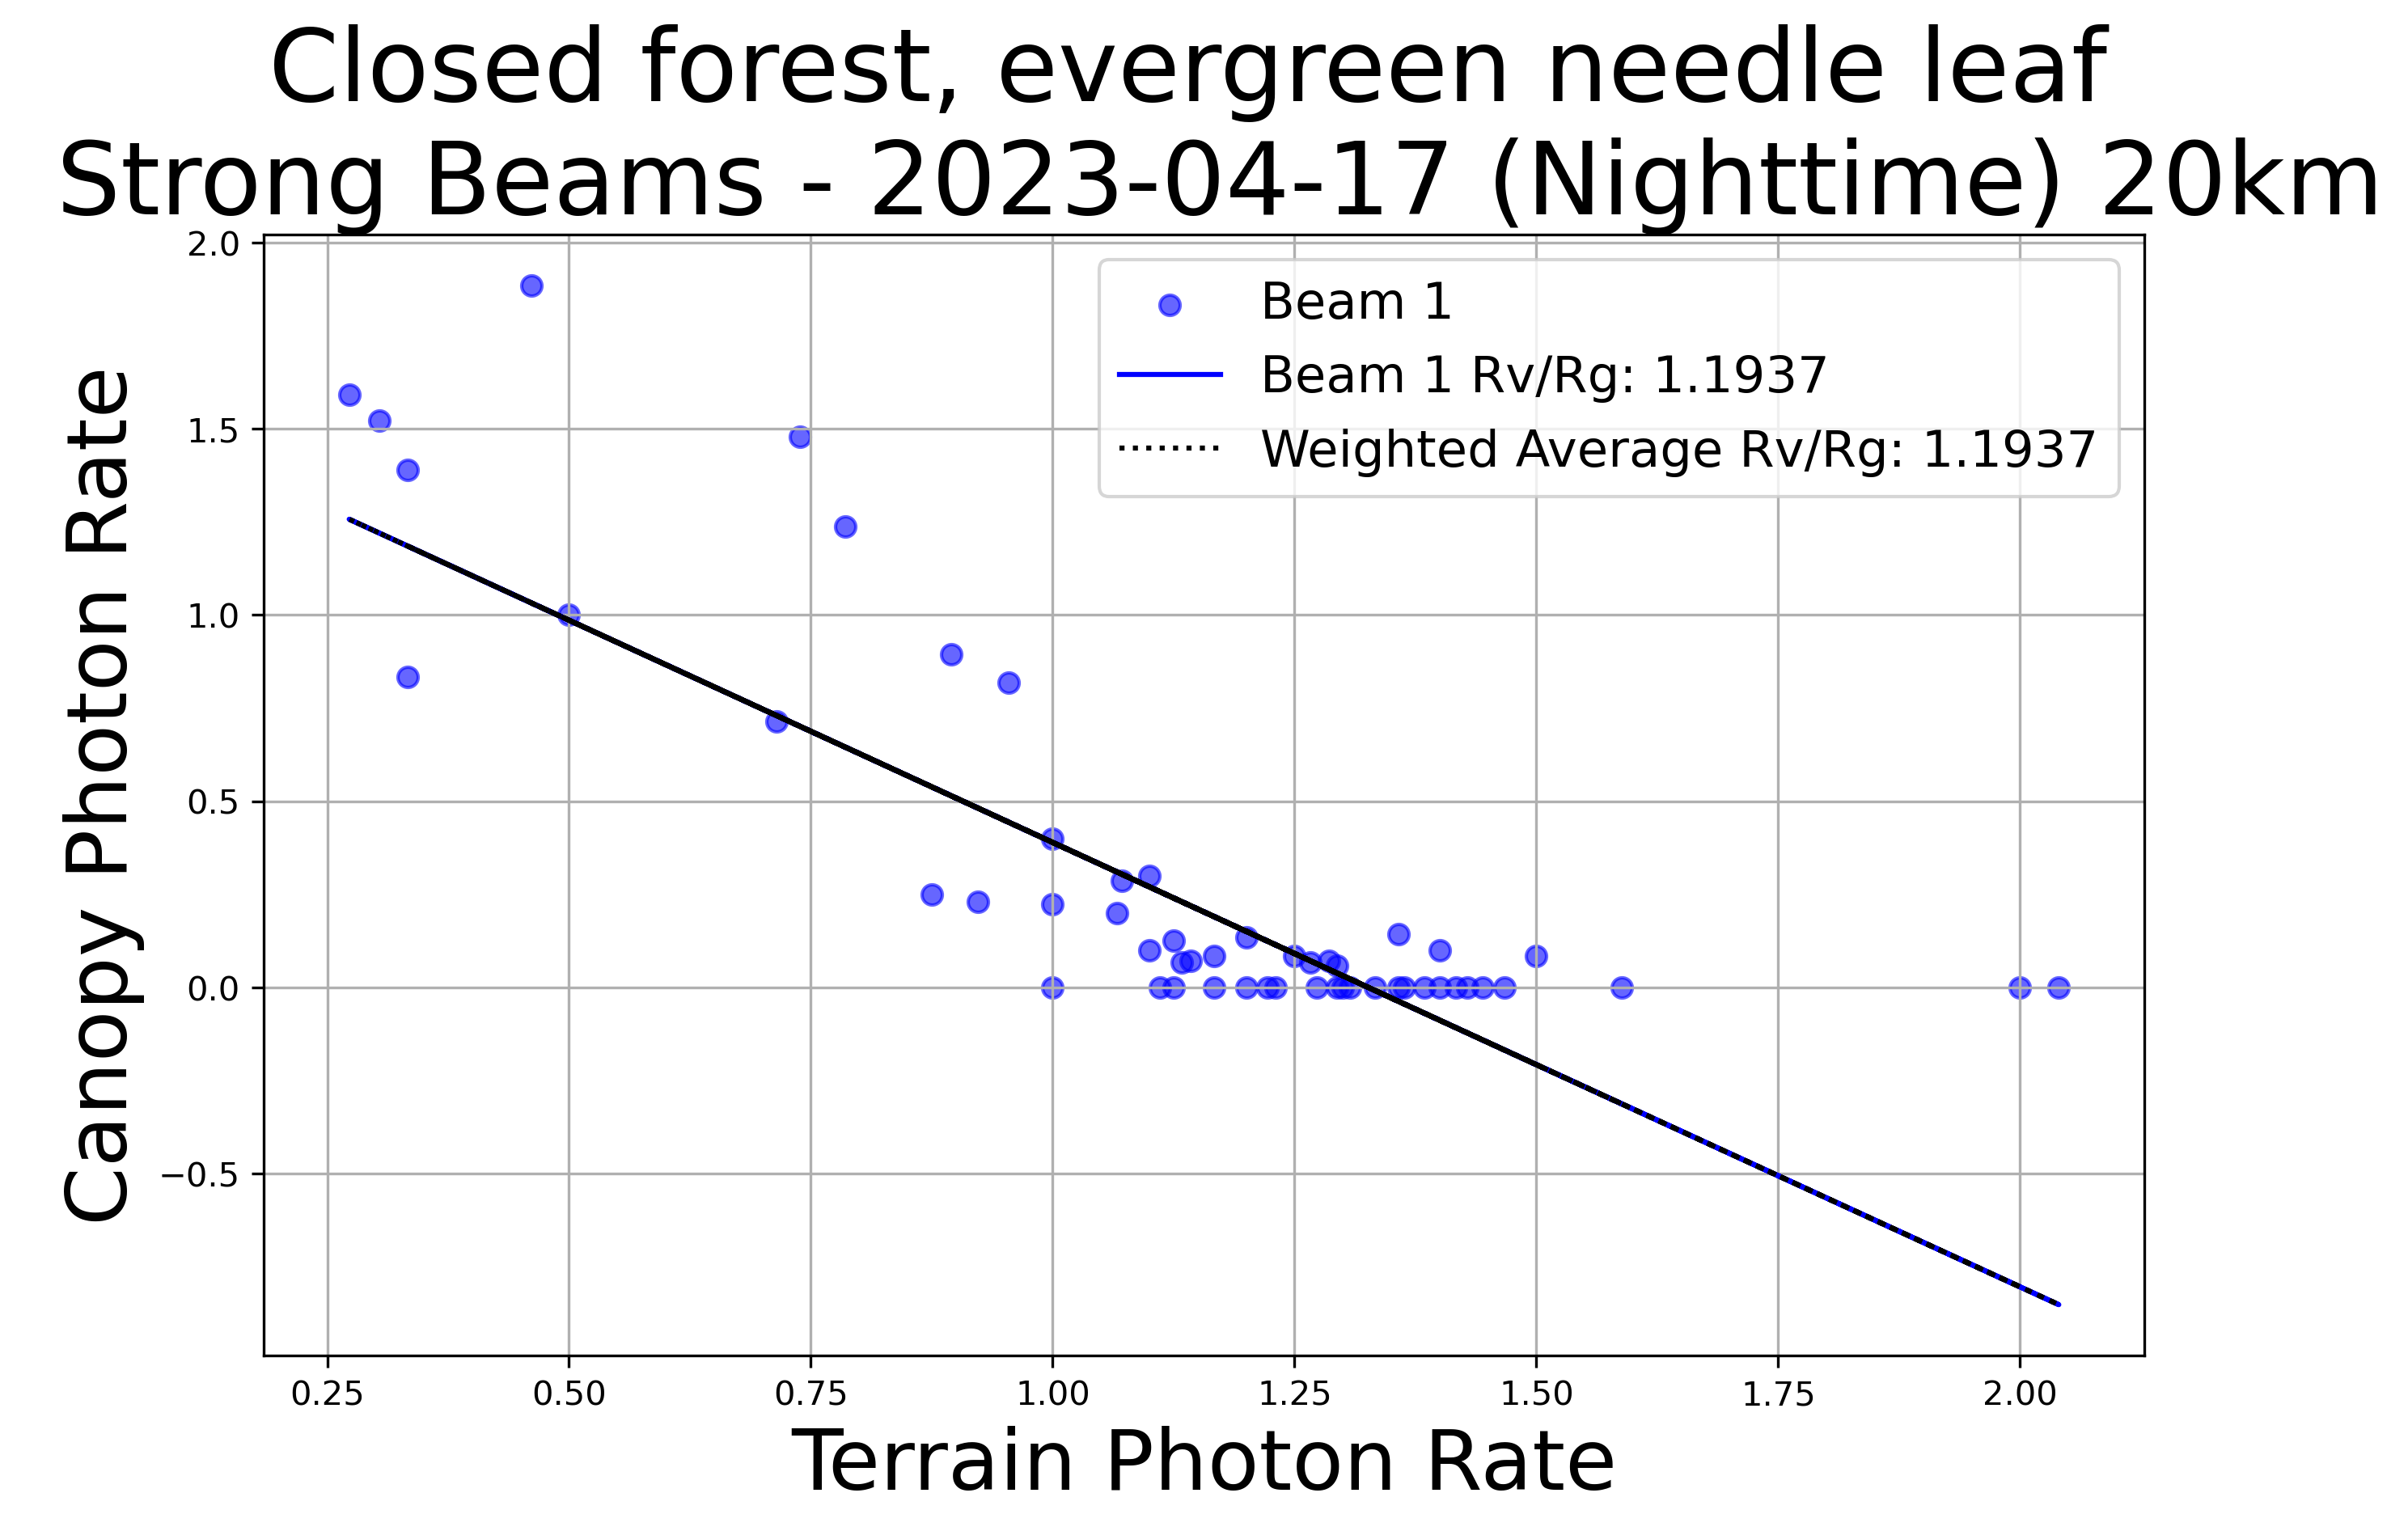 Closed forest, evergreen needle leaf
Strong Beams - 2023-04-17 (Nighttime) 20km
Beam 1
Beam 1 Rv/Rg: 1.1937
Weighted Average Rv/Rg: 1.1937
Canopy Photon Rate
2.0
1.5
1.0
0.5
0.0
−0.5
0.25 0.50 0.75 1.00 1.25 1.50 1.75 2.00
Terrain Photon Rate